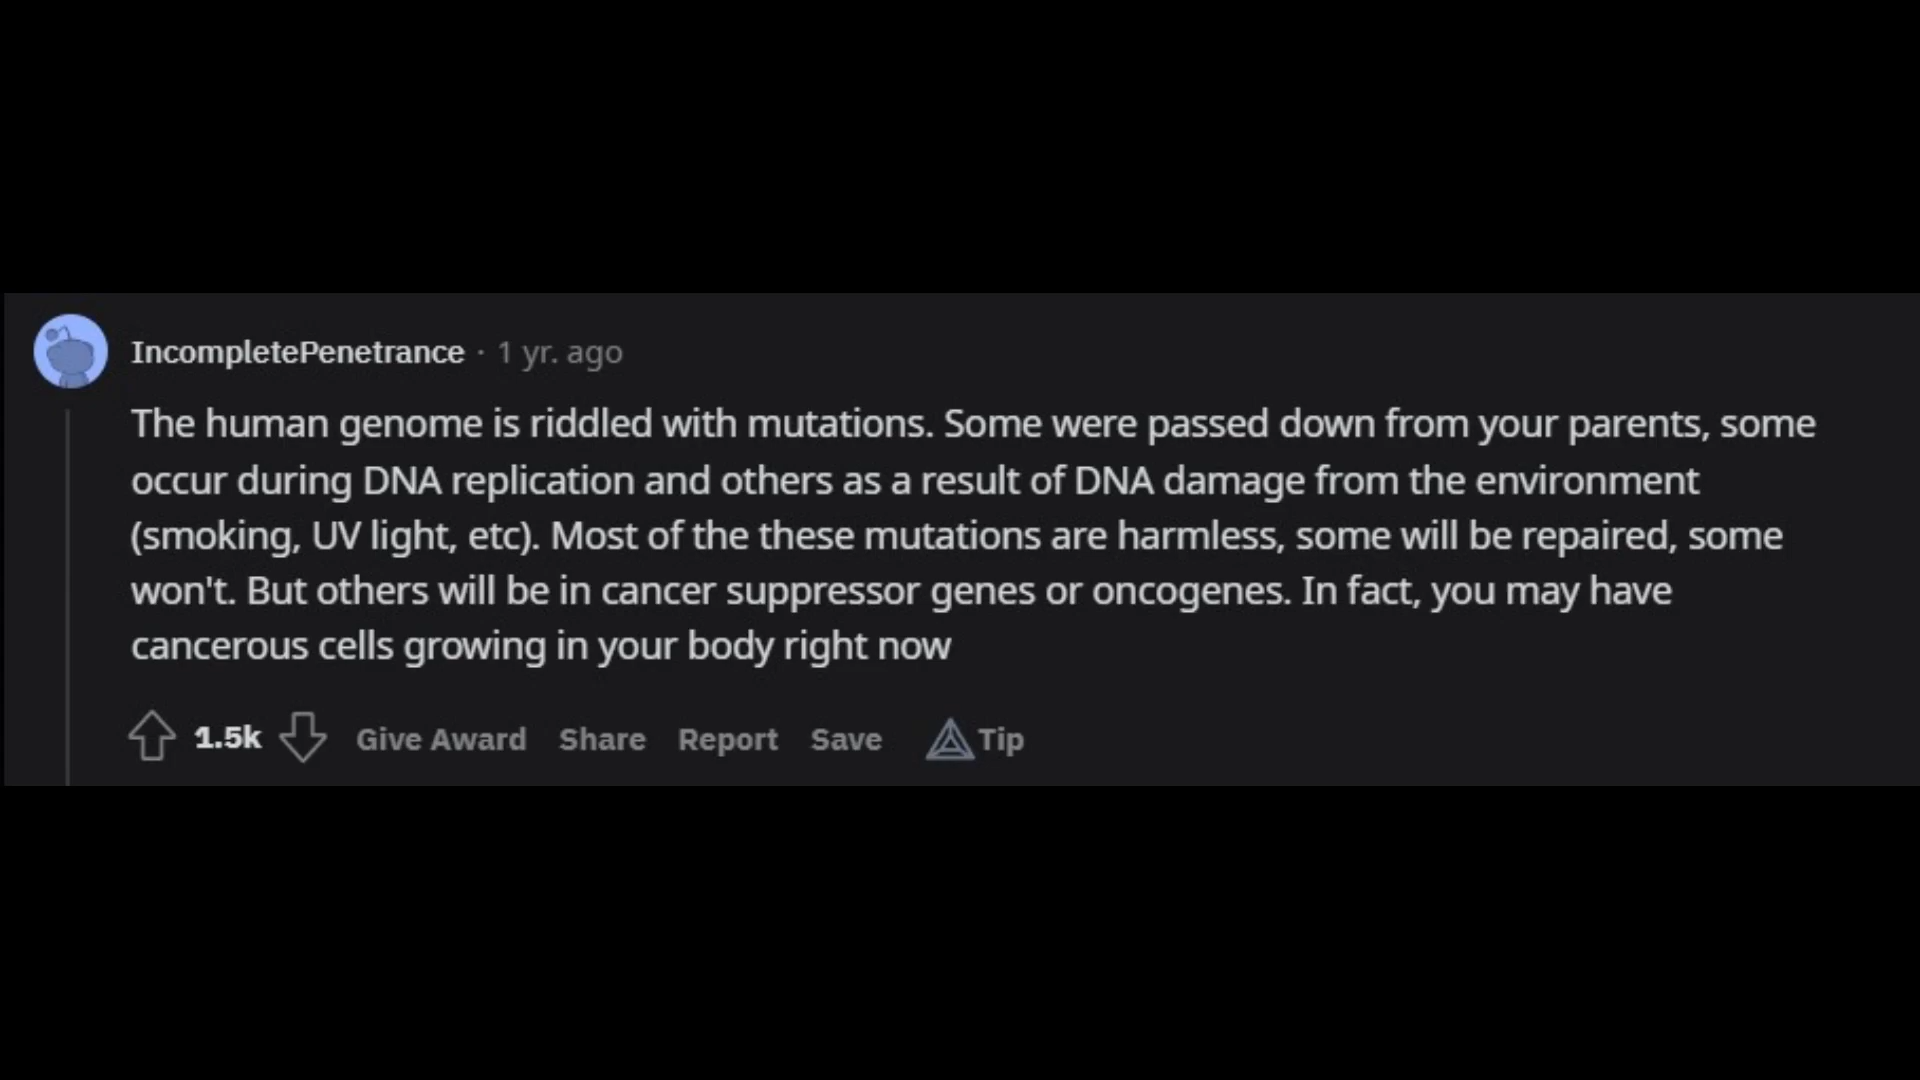 IncompletePenetrance · 1 yr. ago
The human genome is riddled with mutations. Some were passed down from your parents, some
occur during DNA replication and others as a result of DNA damage from the environment
(smoking, UV light, etc). Most of the these mutations are harmless, some will be repaired, some
won't. But others will be in cancer suppressor genes or oncogenes. In fact, you may have
cancerous cells growing in your body right now
1.5k Give Award Share Report Save Tip